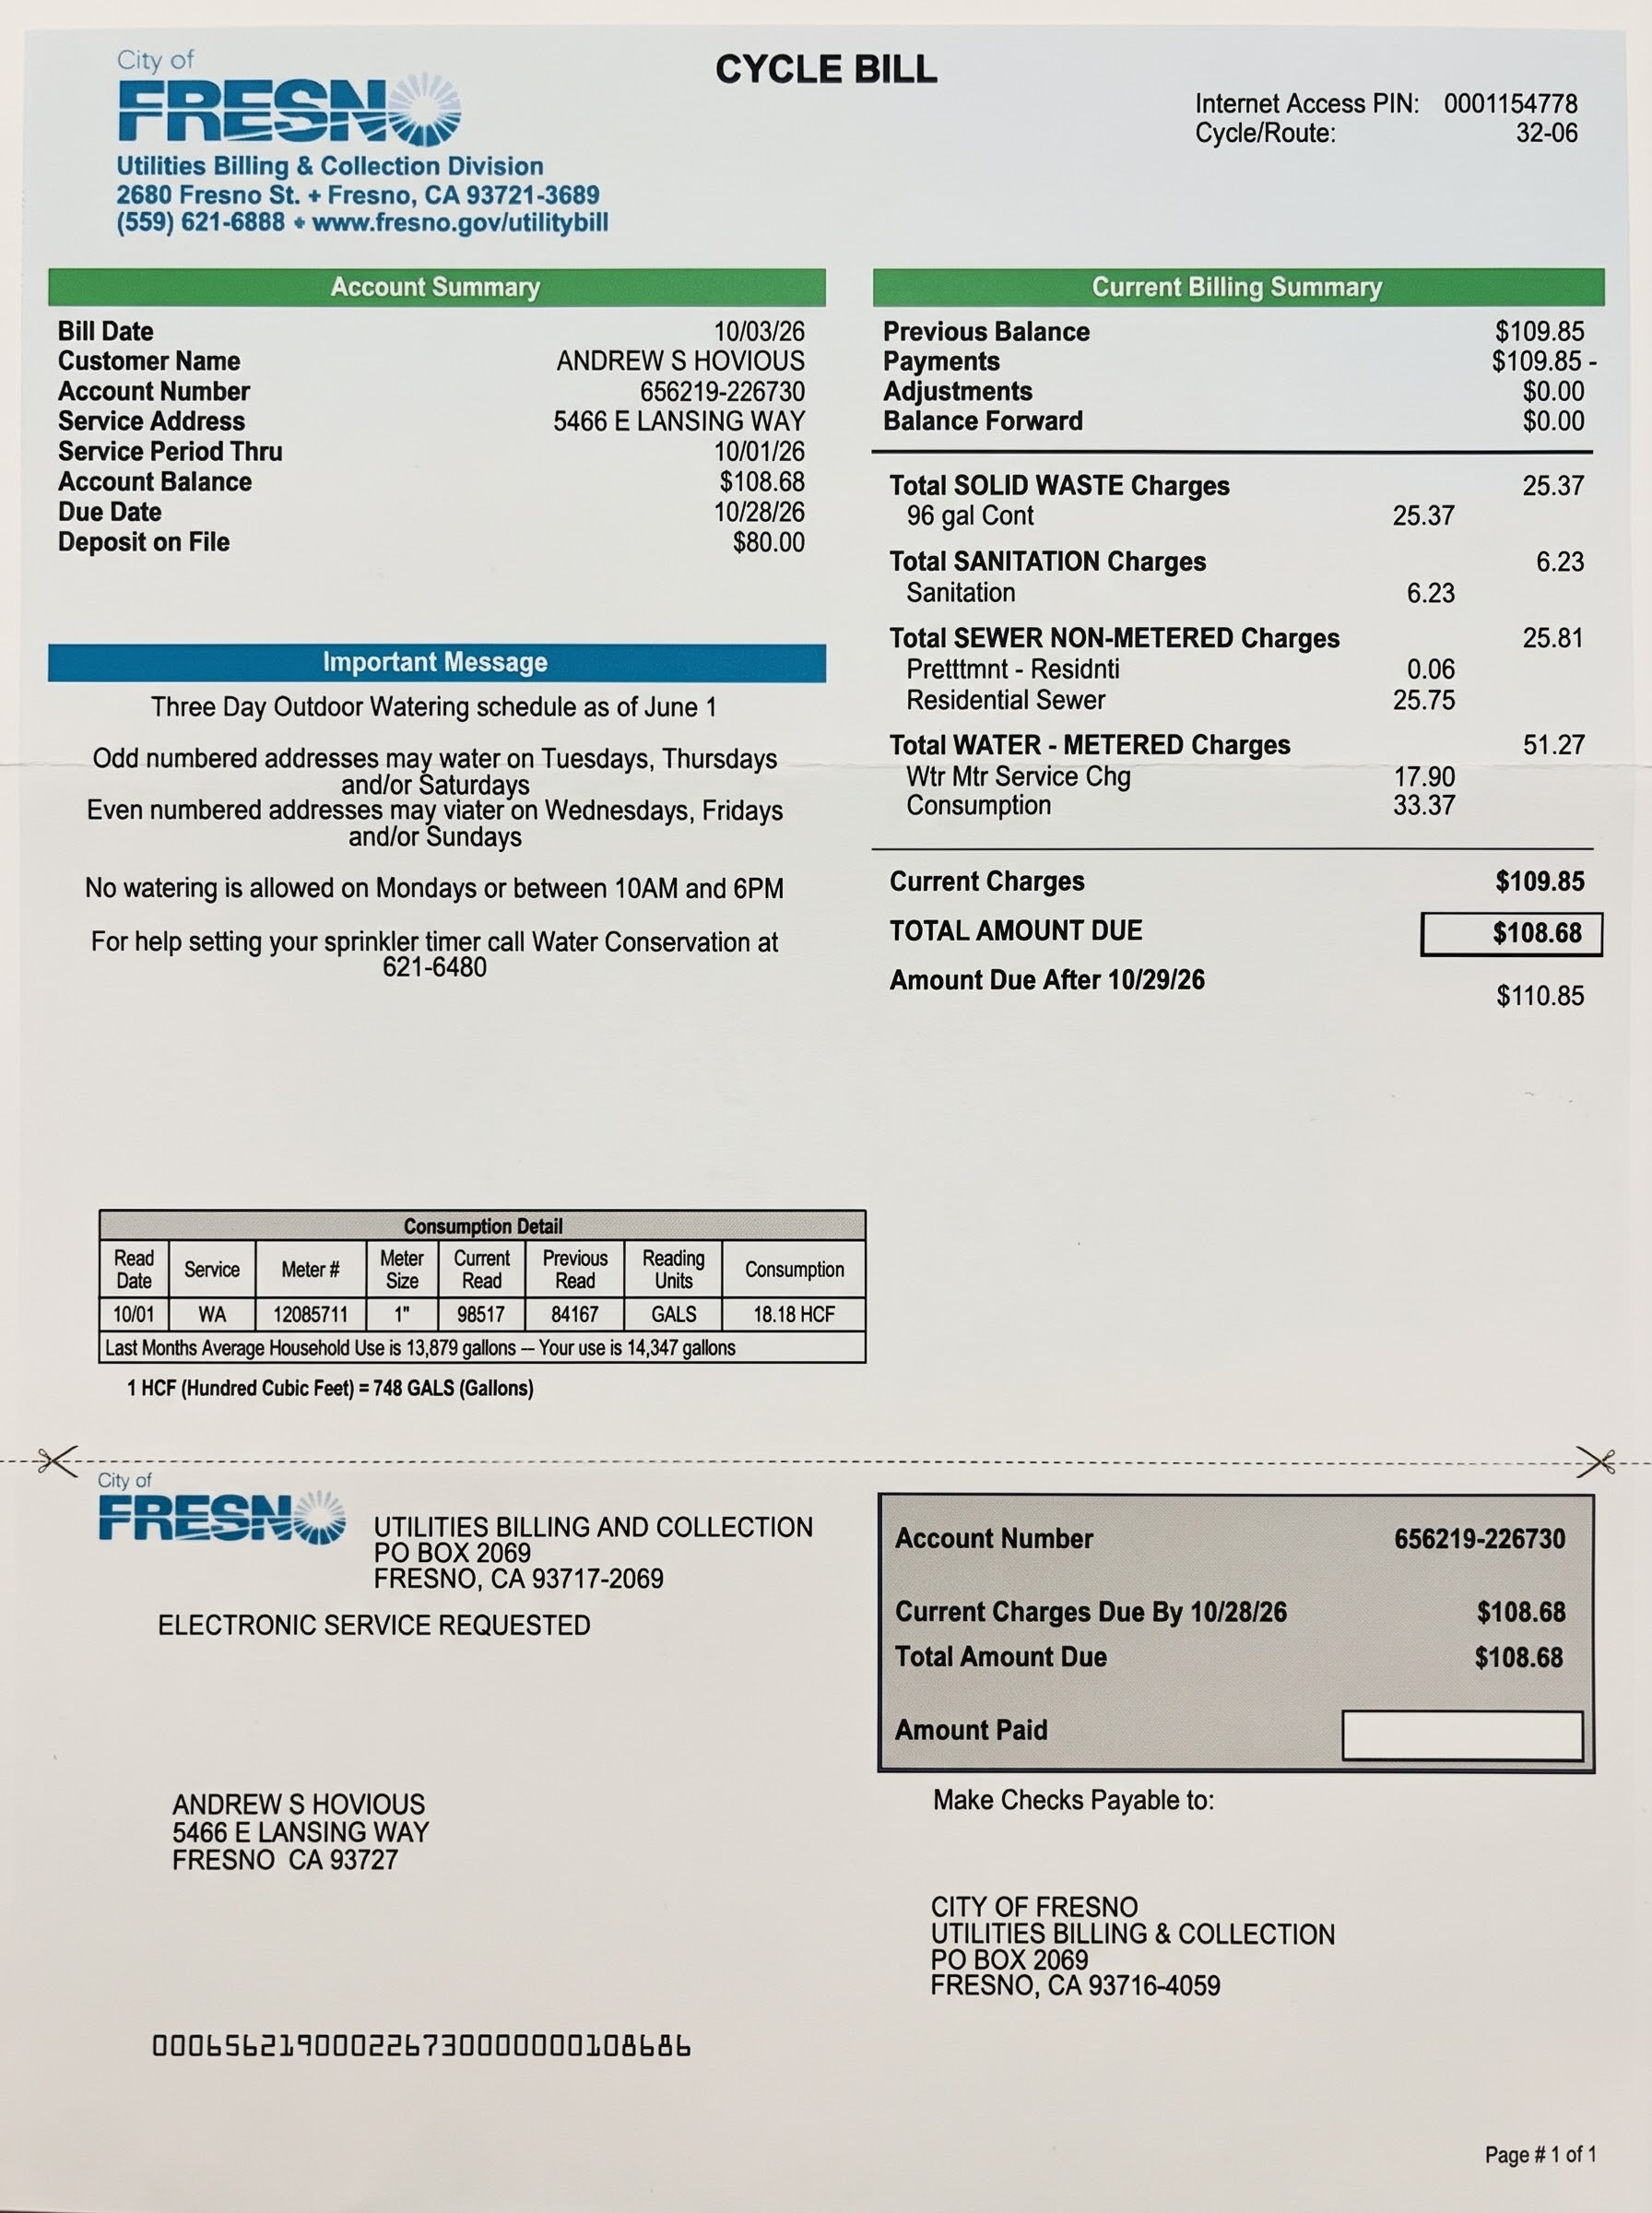 City of
FRESNO
Utilities Billing & Collection Division
2680 Fresno St. + Fresno, CA 93721-3689
(559) 621-6888 • www.fresno.gov/utilitybill
CYCLE BILL
Internet Access PIN: 0001154778
Cycle/Route: 32-06
Account Summary
Bill Date 10/03/26
Customer Name ANDREW S HOVIOUS
Account Number 656219-226730
Service Address 5466 E LANSING WAY
Service Period Thru 10/01/26
Account Balance $108.68
Due Date 10/28/26
Deposit on File $80.00
Important Message
Three Day Outdoor Watering schedule as of June 1
Odd numbered addresses may water on Tuesdays, Thursdays
and/or Saturdays
Even numbered addresses may viater on Wednesdays, Fridays
and/or Sundays
No watering is allowed on Mondays or between 10AM and 6PM
For help setting your sprinkler timer call Water Conservation at
621-6480
Current Billing Summary
Previous Balance $109.85
Payments $109.85 -
Adjustments $0.00
Balance Forward $0.00
Total SOLID WASTE Charges 25.37
96 gal Cont 25.37
Total SANITATION Charges 6.23
Sanitation 6.23
Total SEWER NON-METERED Charges 25.81
Pretttmnt - Residnti 0.06
Residential Sewer 25.75
Total WATER - METERED Charges 51.27
Wtr Mtr Service Chg 17.90
Consumption 33.37
Current Charges $109.85
TOTAL AMOUNT DUE $108.68
Amount Due After 10/29/26 $110.85
Consumption Detail
Read Date Service Meter # Meter Size Current Read Previous Read Reading Units Consumption
10/01 WA 12085711 1" 98517 84167 GALS 18.18 HCF
Last Months Average Household Use is 13,879 gallons -- Your use is 14,347 gallons
1 HCF (Hundred Cubic Feet) = 748 GALS (Gallons)
City of
FRESNO
UTILITIES BILLING AND COLLECTION
PO BOX 2069
FRESNO, CA 93717-2069
ELECTRONIC SERVICE REQUESTED
Account Number 656219-226730
Current Charges Due By 10/28/26 $108.68
Total Amount Due $108.68
Amount Paid
ANDREW S HOVIOUS
5466 E LANSING WAY
FRESNO CA 93727
Make Checks Payable to:
CITY OF FRESNO
UTILITIES BILLING & COLLECTION
PO BOX 2069
FRESNO, CA 93716-4059
000656219000226730000000108686
Page # 1 of 1